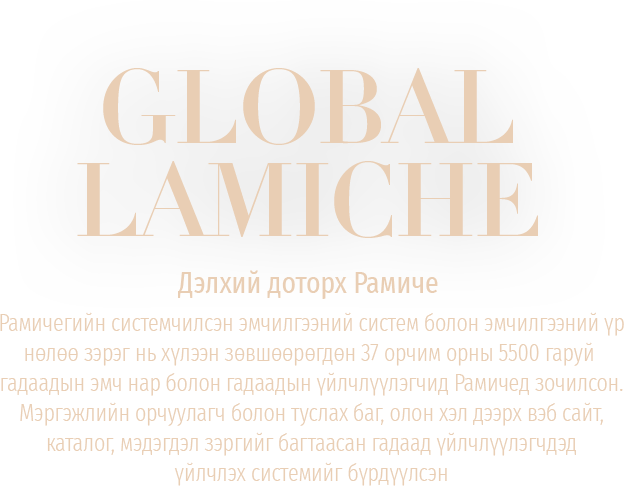 GLOBAL
LAMICHE
Дэлхий доторх Рамиче
Рамичегийн системчилсэн эмчилгээний систем болон эмчилгээний үр
нөлөө зэрэг нь хүлээн зөвшөөрөгдөн 37 орчим орны 5500 гаруй
гадаадын эмч нар болон гадаадын үйлчлүүлэгчид Рамичед зочилсон.
Мэргэжлийн орчуулагч болон туслах баг, олон хэл дээрх вэб сайт,
каталог, мэдэгдэл зэргийг багтаасан гадаад үйлчлүүлэгчдэд
үйлчлэх системийг бүрдүүлсэн